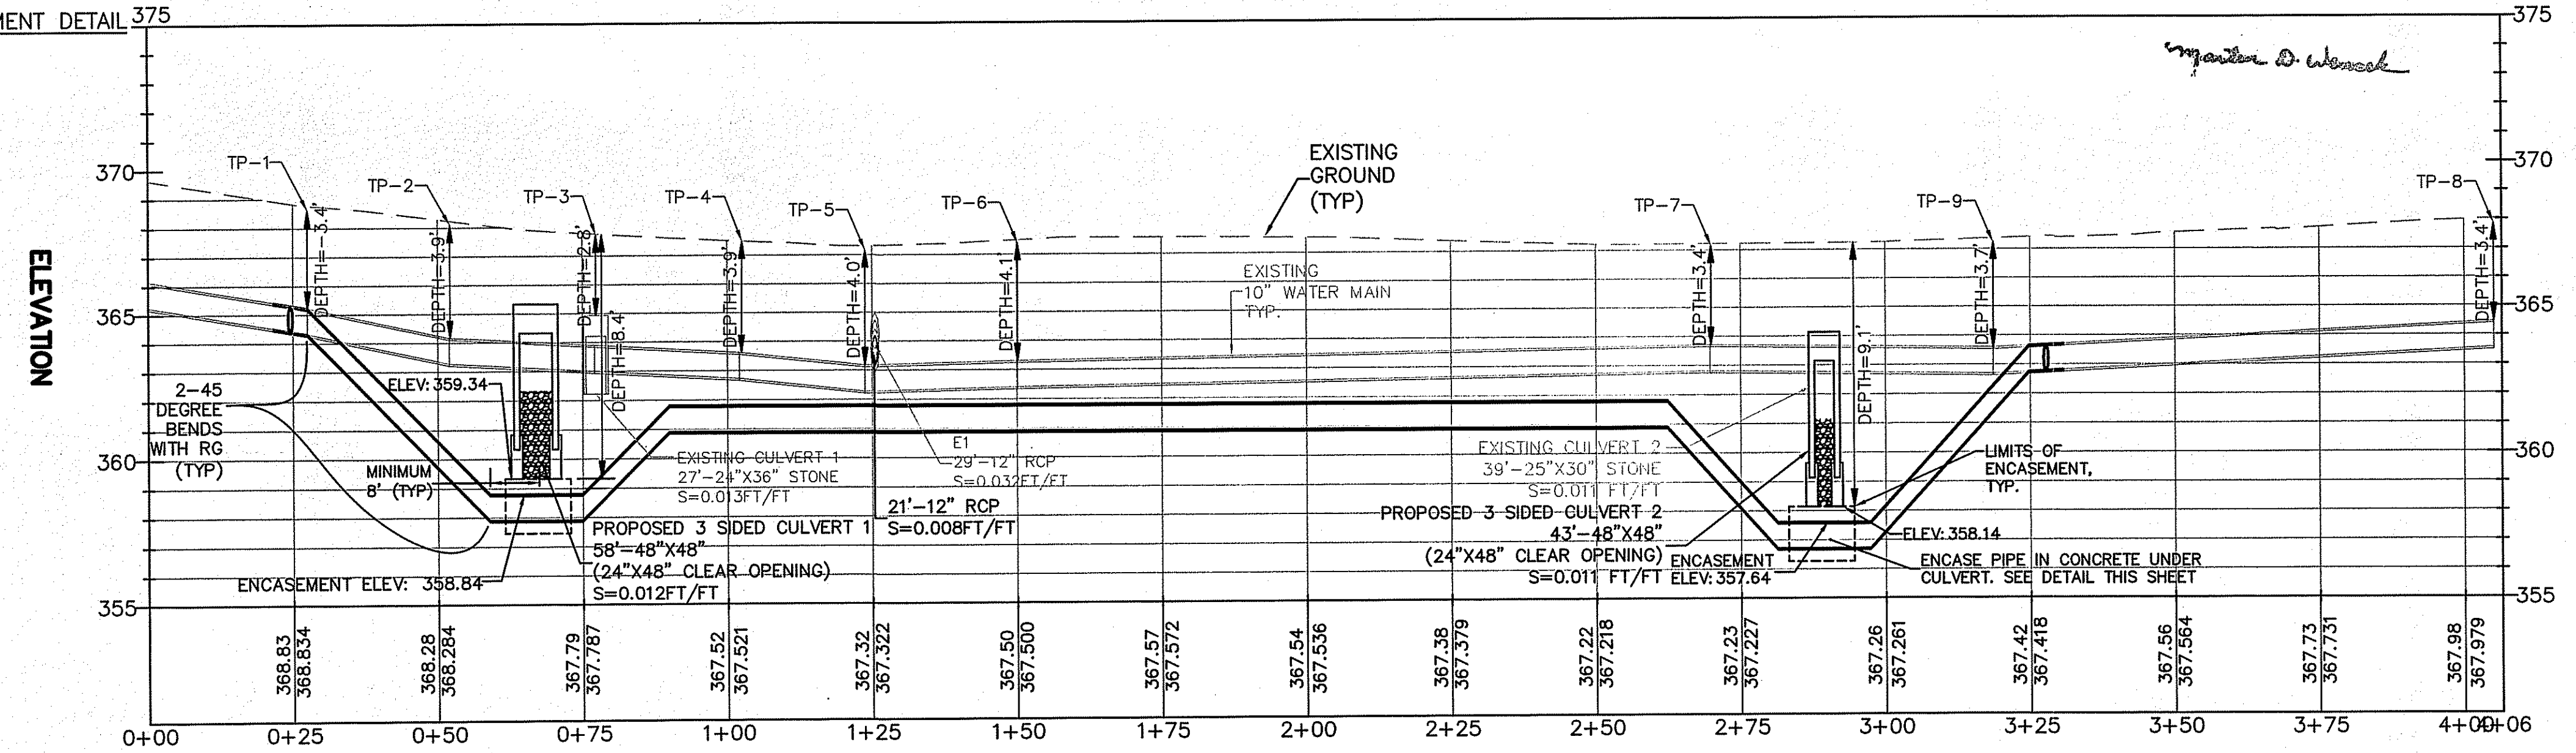 MENT DETAIL
375
375
370
370
365
365
360
360
355
355
ELEVATION
TP-1
TP-2
TP-3
TP-4
TP-5
TP-6
TP-7
TP-9
TP-8
EXISTING
GROUND
(TYP)
DEPTH=3.4'
DEPTH=3.9'
DEPTH=2.8'
DEPTH=8.4'
DEPTH=3.9'
DEPTH=4.0'
DEPTH=4.1'
DEPTH=3.4'
DEPTH=9.1'
DEPTH=3.7'
DEPTH=3.4'
EXISTING
10" WATER MAIN
TYP.
2-45
DEGREE
BENDS
WITH RG
(TYP)
ELEV: 359.34
MINIMUM
8' (TYP)
EXISTING CULVERT 1
27'-24"X36" STONE
S=0.013FT/FT
E1
29'-12" RCP
S=0.032FT/FT
21'-12" RCP
S=0.008FT/FT
PROPOSED 3 SIDED CULVERT 1
58'-48"X48"
(24"X48" CLEAR OPENING)
S=0.012FT/FT
ENCASEMENT ELEV: 358.84
EXISTING CULVERT 2
39'-25"X30" STONE
S=0.011 FT/FT
PROPOSED 3 SIDED CULVERT 2
43'-48"X48"
(24"X48" CLEAR OPENING)
S=0.011 FT/FT
ENCASEMENT
ELEV: 357.64
LIMITS OF
ENCASEMENT,
TYP.
ELEV: 358.14
ENCASE PIPE IN CONCRETE UNDER
CULVERT. SEE DETAIL THIS SHEET
368.83
368.834
368.28
368.284
367.79
367.787
367.52
367.521
367.32
367.322
367.50
367.500
367.57
367.572
367.54
367.536
367.38
367.379
367.22
367.218
367.23
367.227
367.26
367.261
367.42
367.418
367.56
367.564
367.73
367.731
367.98
367.979
0+00
0+25
0+50
0+75
1+00
1+25
1+50
1+75
2+00
2+25
2+50
2+75
3+00
3+25
3+50
3+75
4+00
4+06